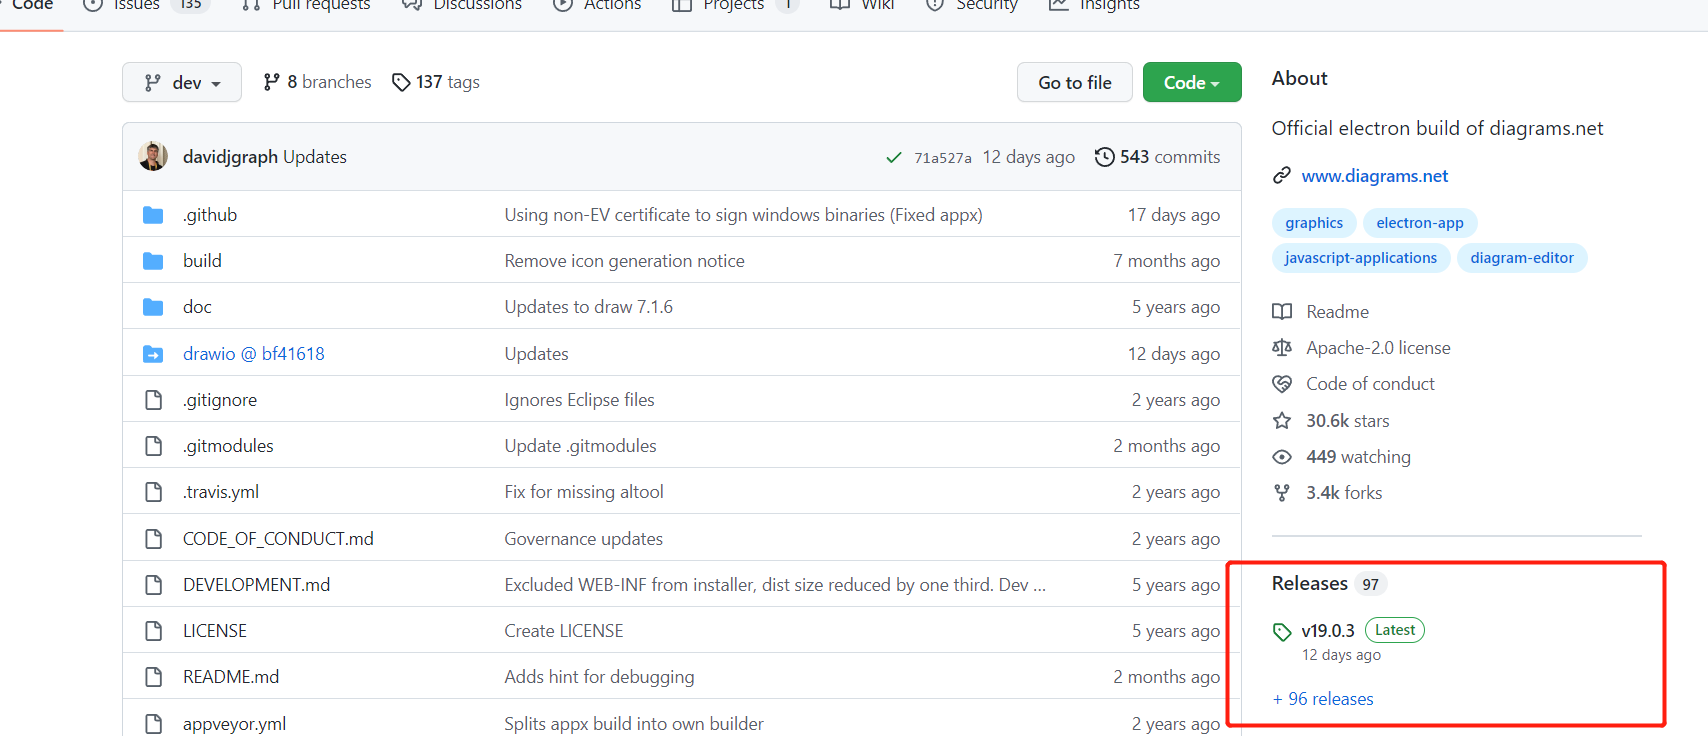 Code Issues 135 Pull requests Discussions Actions Projects 1 Wiki Security Insights
dev 8 branches 137 tags Go to file Code
davidjgraph Updates 71a527a 12 days ago 543 commits
.github Using non-EV certificate to sign windows binaries (Fixed appx) 17 days ago
build Remove icon generation notice 7 months ago
doc Updates to draw 7.1.6 5 years ago
drawio @ bf41618 Updates 12 days ago
.gitignore Ignores Eclipse files 2 years ago
.gitmodules Update .gitmodules 2 months ago
.travis.yml Fix for missing altool 2 years ago
CODE_OF_CONDUCT.md Governance updates 2 years ago
DEVELOPMENT.md Excluded WEB-INF from installer, dist size reduced by one third. Dev ... 5 years ago
LICENSE Create LICENSE 5 years ago
README.md Adds hint for debugging 2 months ago
appveyor.yml Splits appx build into own builder 2 years ago
About
Official electron build of diagrams.net
www.diagrams.net
graphics electron-app
javascript-applications diagram-editor
Readme
Apache-2.0 license
Code of conduct
30.6k stars
449 watching
3.4k forks
Releases 97
v19.0.3 Latest
12 days ago
+ 96 releases